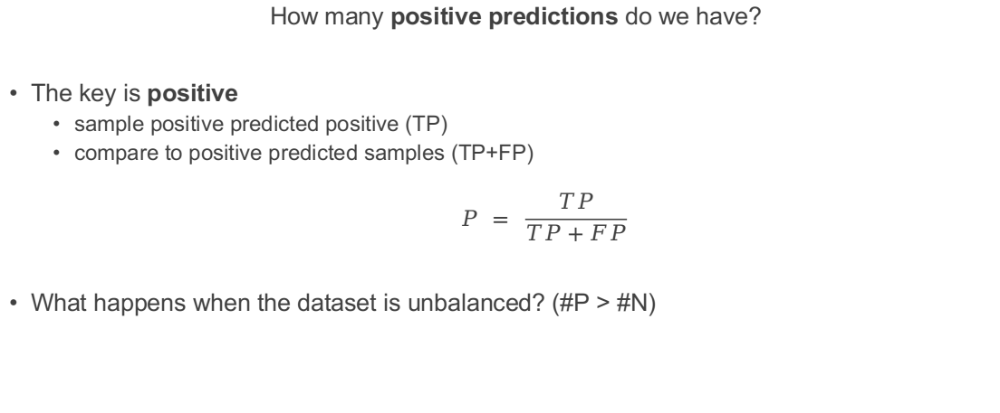 How many positive predictions do we have?
• The key is positive
• sample positive predicted positive (TP)
• compare to positive predicted samples (TP+FP)
P = TP / TP + FP
• What happens when the dataset is unbalanced? (#P > #N)